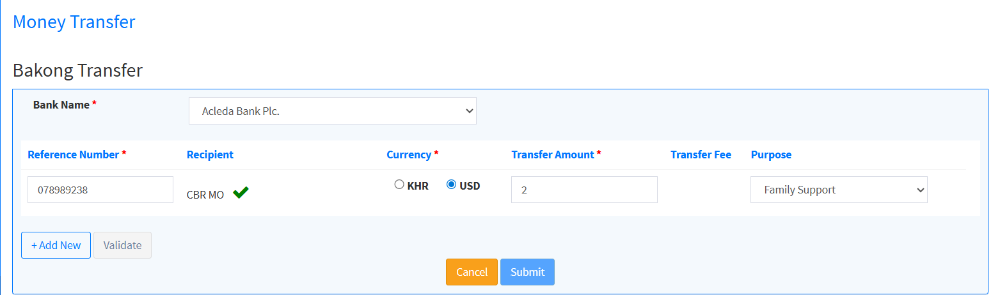 Money Transfer
Bakong Transfer
Bank Name *
Acleda Bank Plc.
Reference Number * Recipient Currency * Transfer Amount * Transfer Fee Purpose
078989238 CBR MO KHR USD 2 Family Support
+ Add New Validate
Cancel Submit